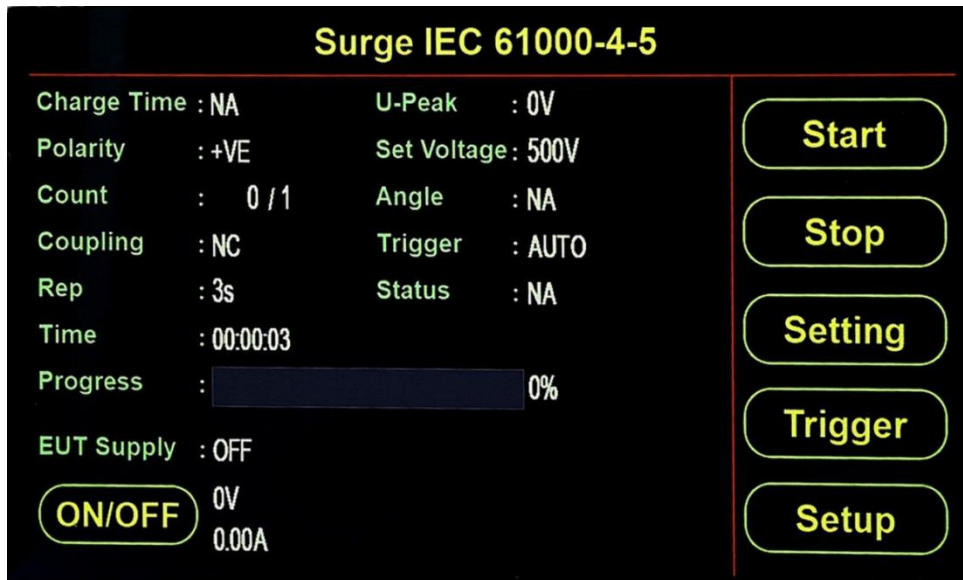 Surge IEC 61000-4-5
Charge Time : NA
U-Peak : 0V
Polarity : +VE
Set Voltage : 500V
Count : 0 / 1
Angle : NA
Coupling : NC
Trigger : AUTO
Rep : 3s
Status : NA
Time : 00:00:03
Progress : 0%
EUT Supply : OFF
ON/OFF
0V
0.00A
Start
Stop
Setting
Trigger
Setup